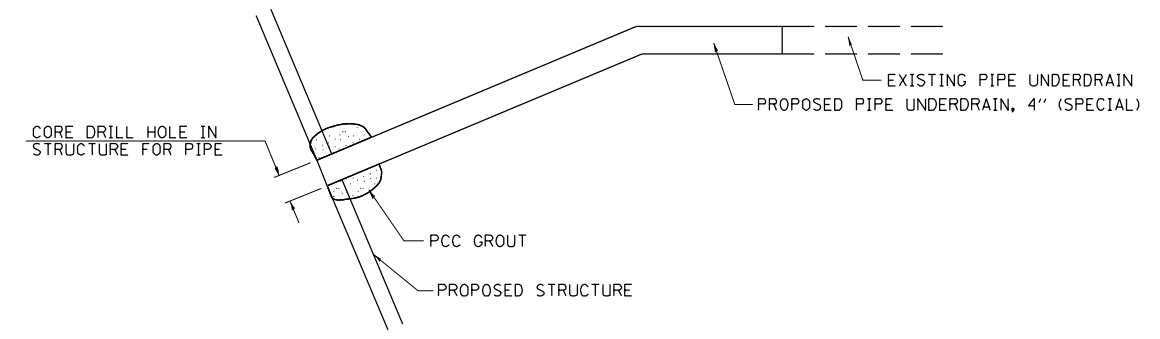 EXISTING PIPE UNDERDRAIN
PROPOSED PIPE UNDERDRAIN, 4'' (SPECIAL)
CORE DRILL HOLE IN
STRUCTURE FOR PIPE
PCC GROUT
PROPOSED STRUCTURE